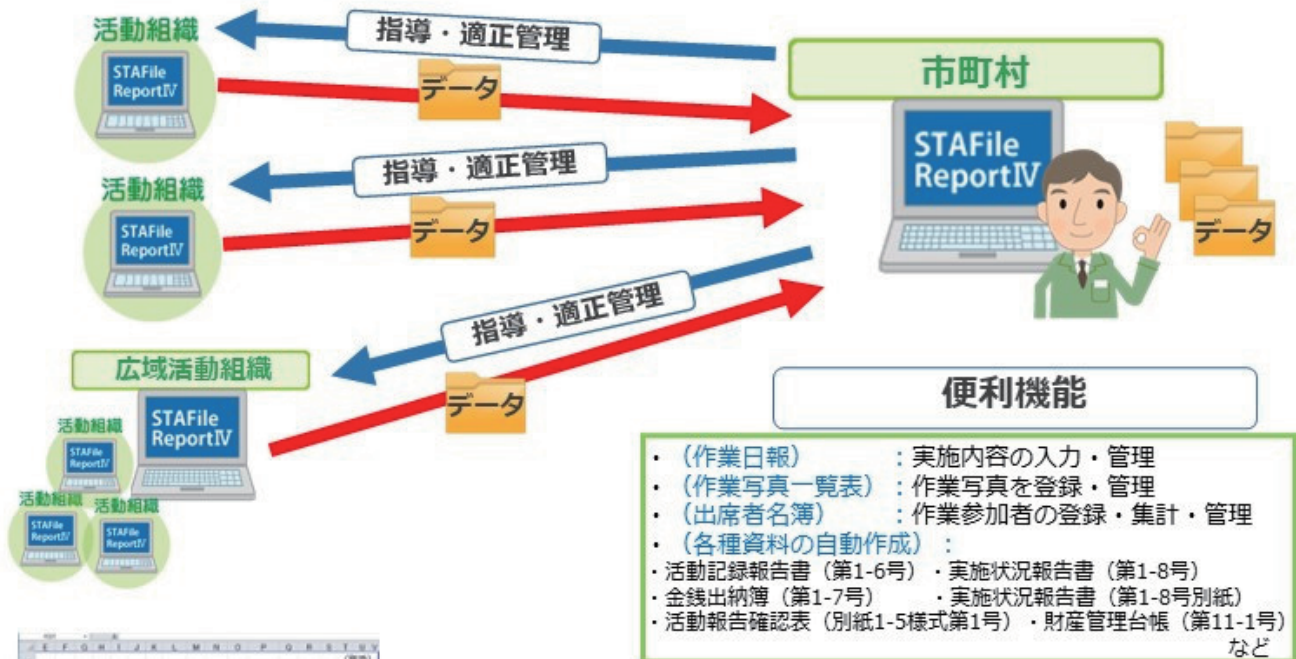 活動組織
STAFile
ReportⅣ
指導・適正管理
データ
市町村
STAFile
ReportⅣ
データ
活動組織
STAFile
ReportⅣ
指導・適正管理
データ
広域活動組織
STAFile
ReportⅣ
指導・適正管理
データ
活動組織
STAFile
ReportⅣ
活動組織
STAFile
ReportⅣ
活動組織
STAFile
ReportⅣ
便利機能
・（作業日報）　　　：実施内容の入力・管理
・（作業写真一覧表）：作業写真を登録・管理
・（出席者名簿）　　：作業参加者の登録・集計・管理
・（各種資料の自動作成）：
・活動記録報告書（第1-6号）・実施状況報告書（第1-8号）
・金銭出納簿（第1-7号）　　・実施状況報告書（第1-8号別紙）
・活動報告確認表（別紙1-5様式第1号）・財産管理台帳（第11-1号）
など
E F G H I J K L M N O P Q R S T U V